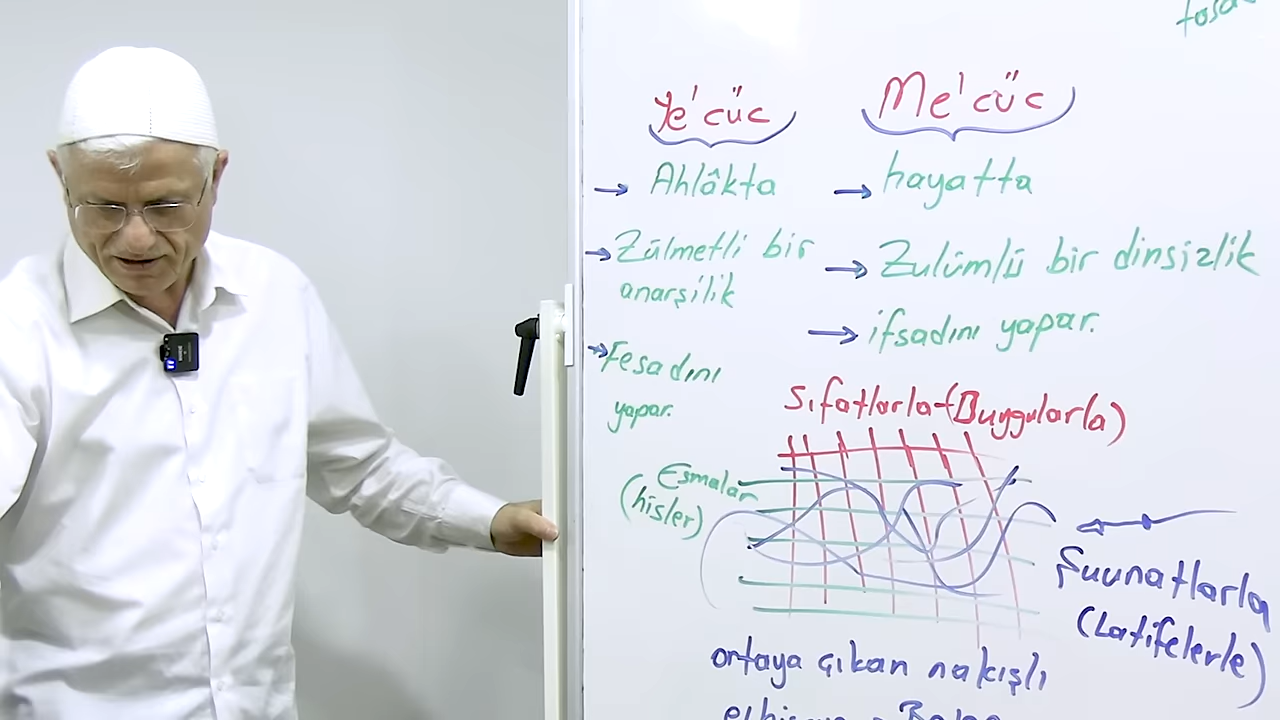 Ye'cüc
Me'cüc
→ Ahlâkta
→ hayatta
→ Zülmetli bir
anarşilik
→ Zulümlü bir dinsizlik
→ Fesadını
yapar.
→ ifsadını yapar.
Sıfatlarla (Duygularla)
Esmalar
(hisler)
Şuunatlarla
(Latifelerle)
ortaya çıkan nakışlı